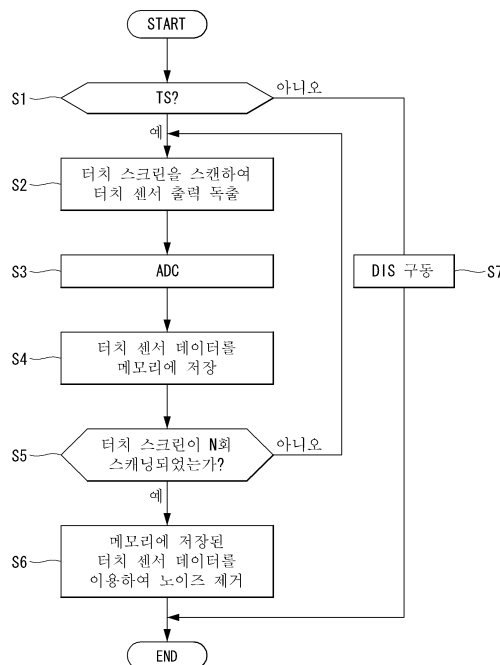 START
S1
TS?
아니오
예
S2
터치 스크린을 스캔하여
터치 센서 출력 독출
S3
ADC
DIS 구동
S7
S4
터치 센서 데이터를
메모리에 저장
S5
터치 스크린이 N회
스캐닝되었는가?
아니오
예
S6
메모리에 저장된
터치 센서 데이터를
이용하여 노이즈 제거
END